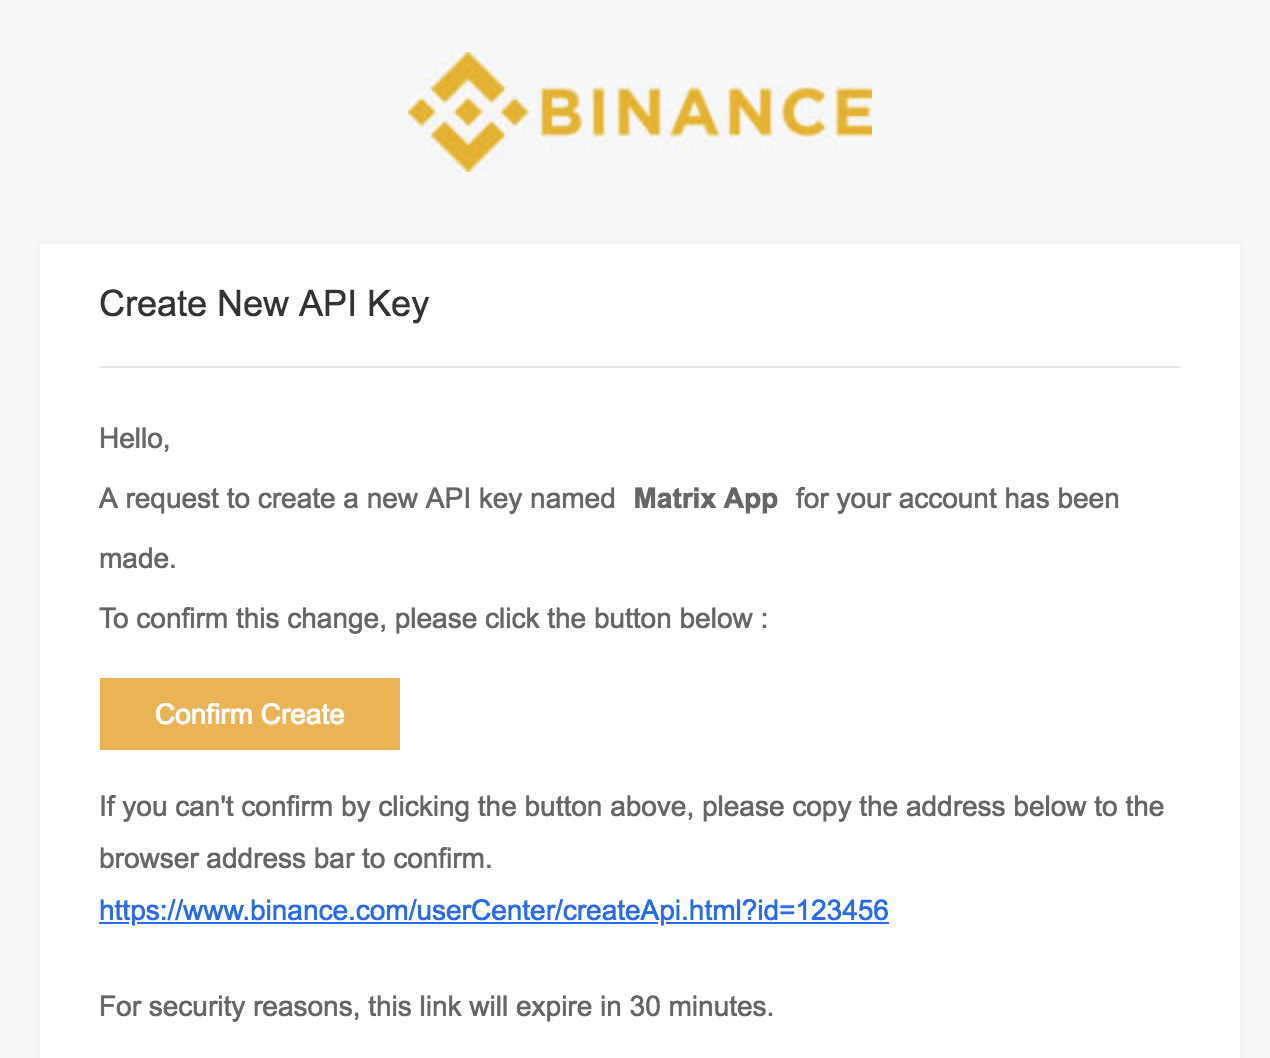 BINANCE
Create New API Key
Hello,
A request to create a new API key named Matrix App for your account has been
made.
To confirm this change, please click the button below :
Confirm Create
If you can't confirm by clicking the button above, please copy the address below to the
browser address bar to confirm.
https://www.binance.com/userCenter/createApi.html?id=123456
For security reasons, this link will expire in 30 minutes.